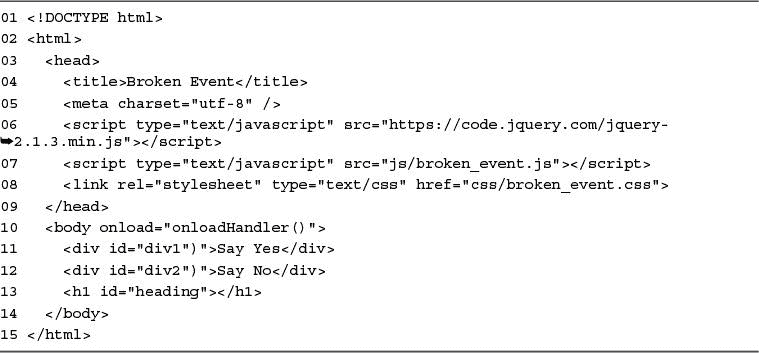 01 <!DOCTYPE html>
02 <html>
03   <head>
04     <title>Broken Event</title>
05     <meta charset="utf-8" />
06     <script type="text/javascript" src="https://code.jquery.com/jquery-
➥2.1.3.min.js"></script>
07     <script type="text/javascript" src="js/broken_event.js"></script>
08     <link rel="stylesheet" type="text/css" href="css/broken_event.css">
09   </head>
10   <body onload="onloadHandler()">
11     <div id="div1")">Say Yes</div>
12     <div id="div2")">Say No</div>
13     <h1 id="heading"></h1>
14   </body>
15 </html>